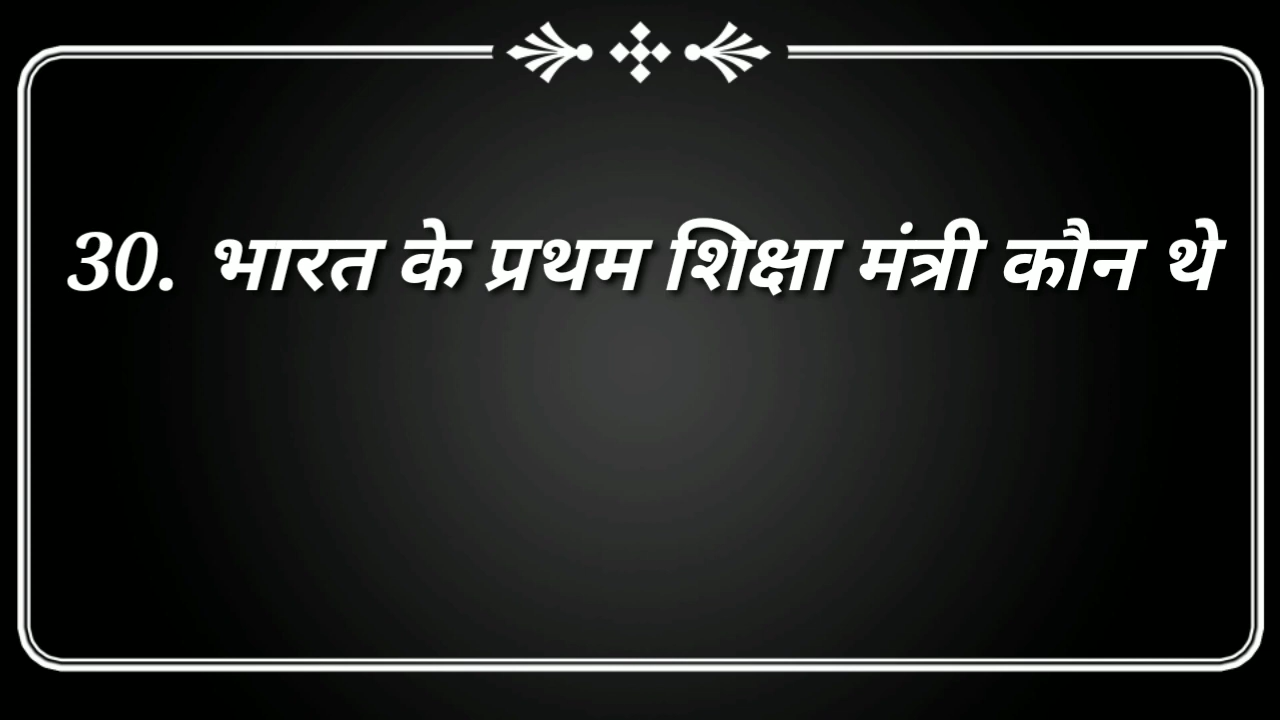 30. भारत के प्रथम शिक्षा मंत्री कौन थे